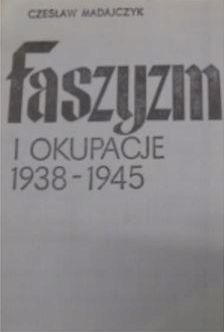 CZESŁAW MADAJCZYK
faszyzm
I OKUPACJE
1938-1945